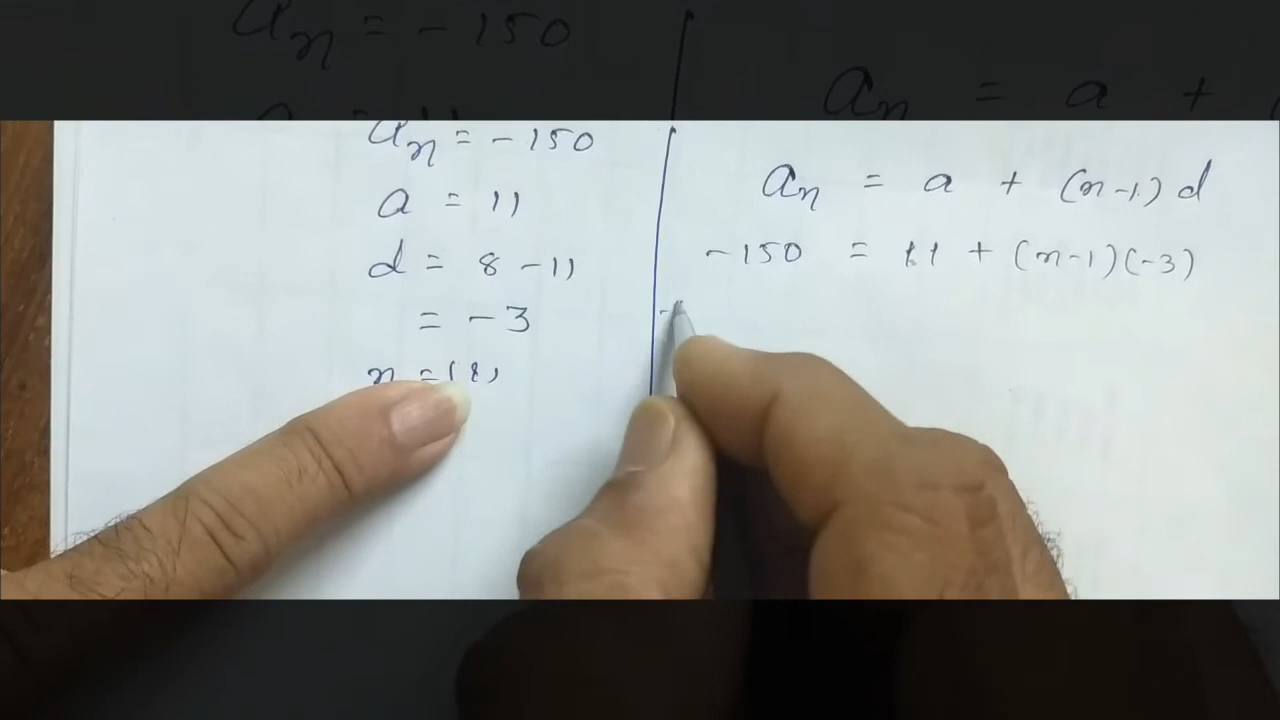 aₙ = -150
a = 11
d = 8 - 11
= -3
n = (?)
aₙ = a + (n-1) d
-150 = 11 + (n-1)(-3)
-